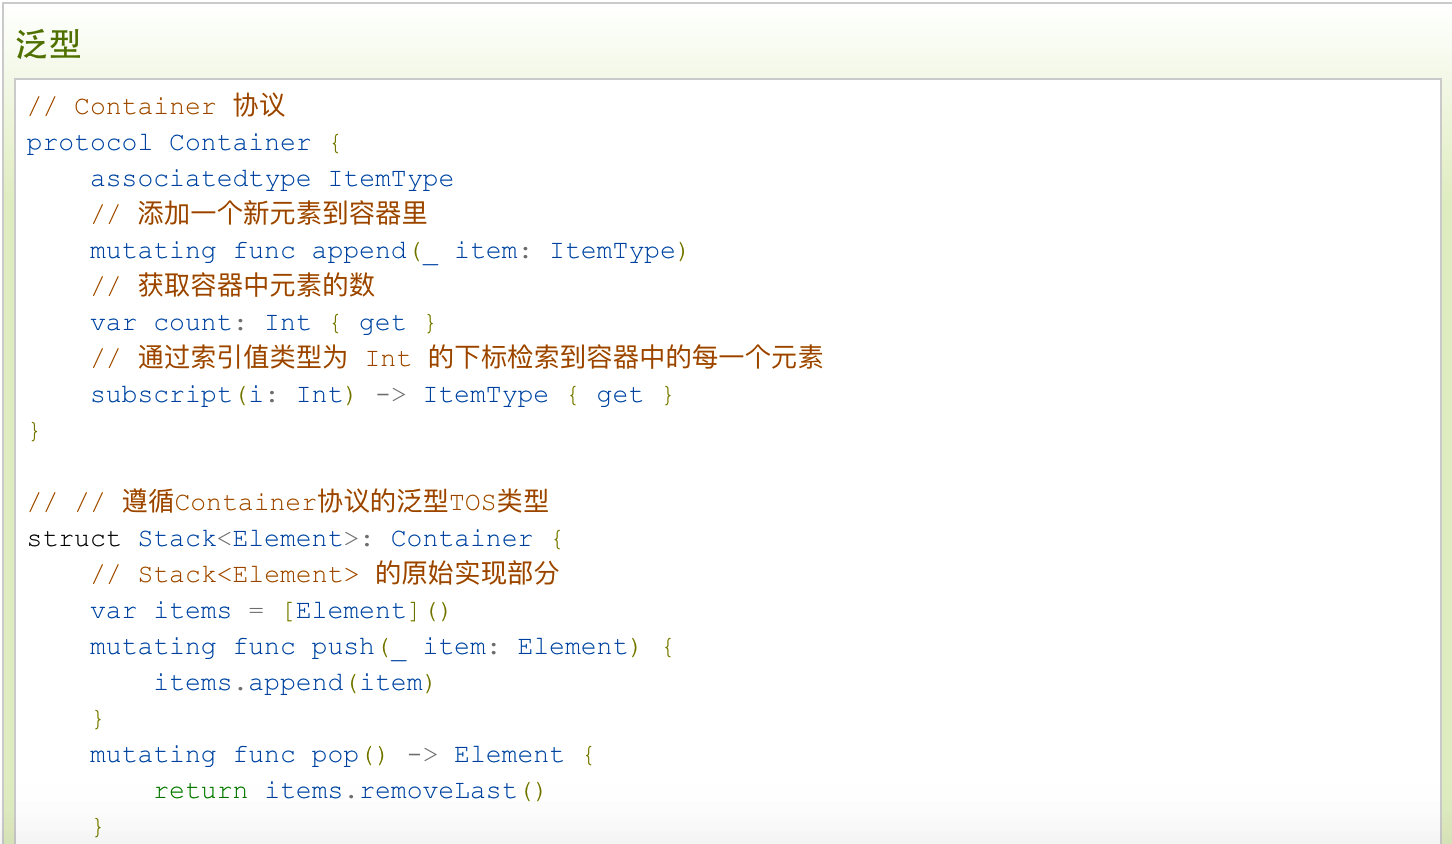 泛型
// Container 协议
protocol Container {
    associatedtype ItemType
    // 添加一个新元素到容器里
    mutating func append(_ item: ItemType)
    // 获取容器中元素的数
    var count: Int { get }
    // 通过索引值类型为 Int 的下标检索到容器中的每一个元素
    subscript(i: Int) -> ItemType { get }
}
// // 遵循Container协议的泛型TOS类型
struct Stack<Element>: Container {
    // Stack<Element> 的原始实现部分
    var items = [Element]()
    mutating func push(_ item: Element) {
        items.append(item)
    }
    mutating func pop() -> Element {
        return items.removeLast()
    }